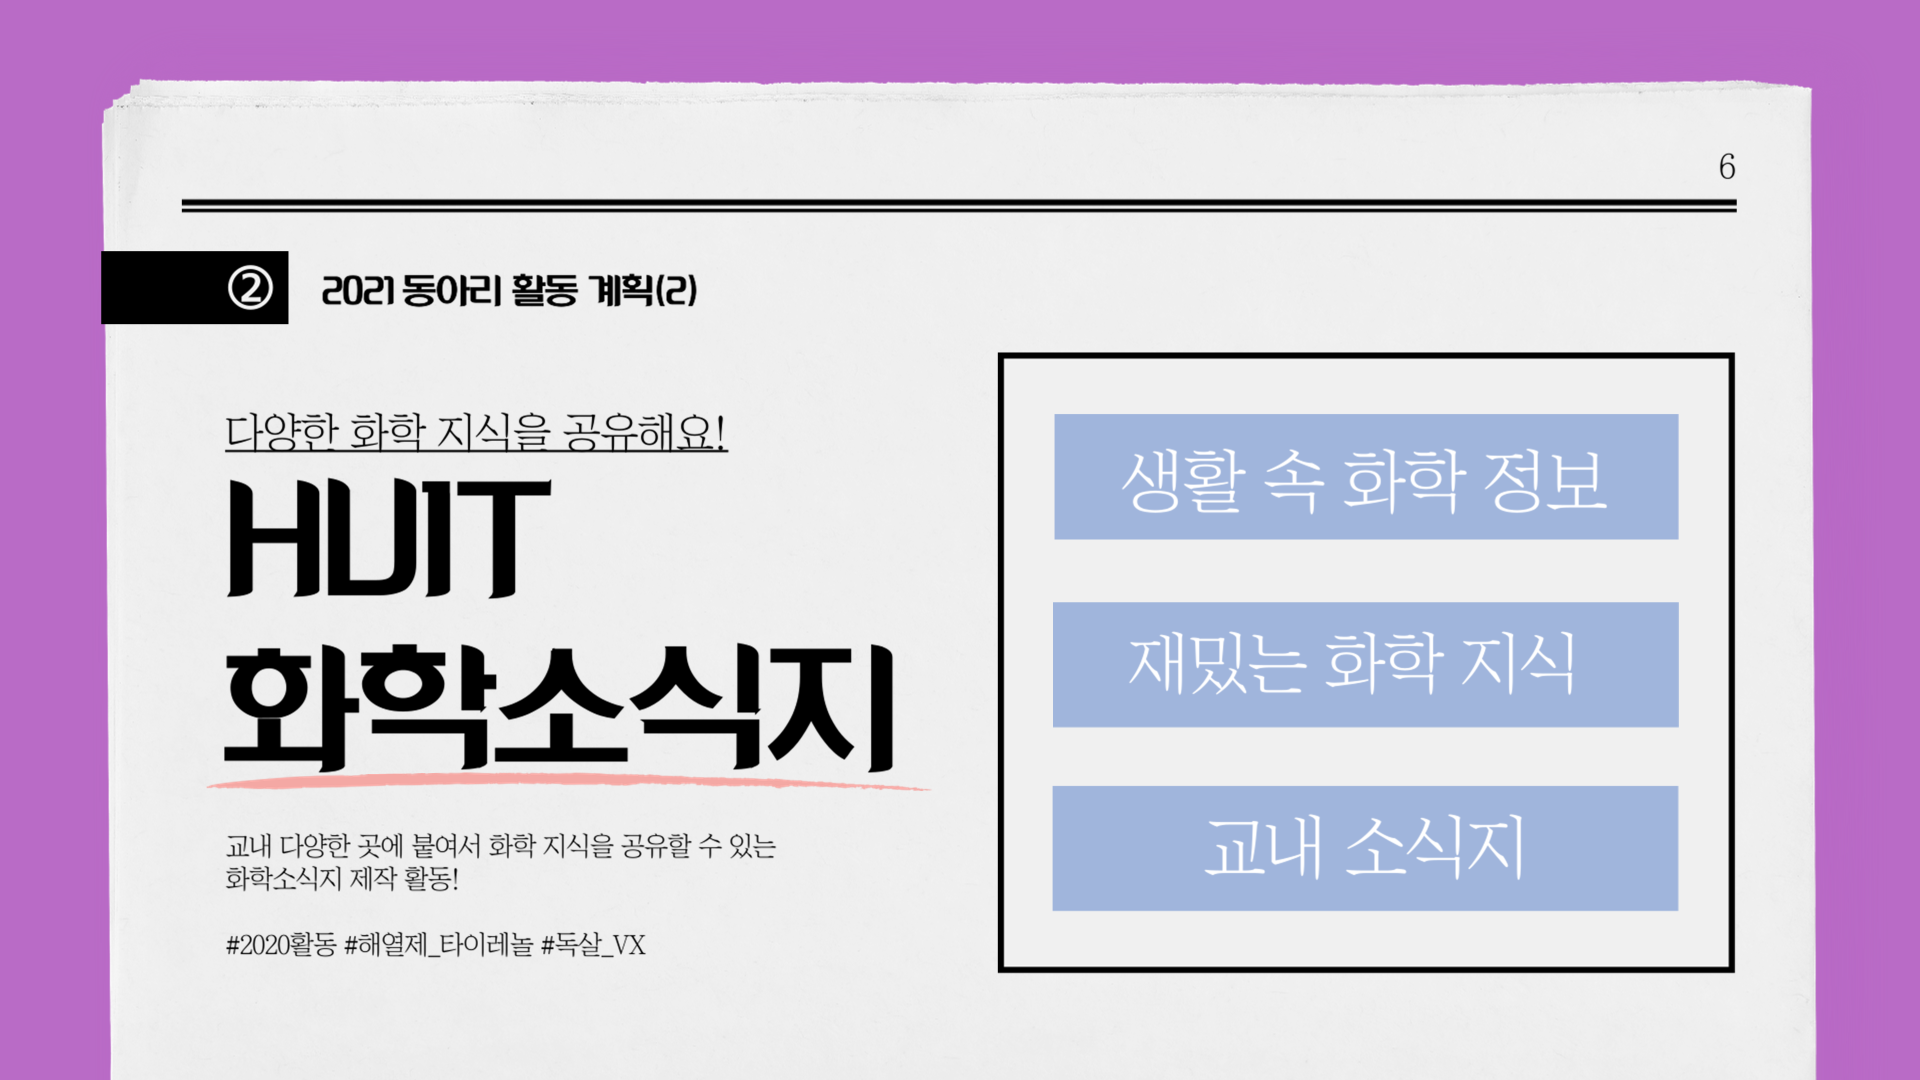 6
② 2021 동아리 활동 계획(2)
다양한 화학 지식을 공유해요!
HUIT
화학소식지
교내 다양한 곳에 붙여서 화학 지식을 공유할 수 있는
화학소식지 제작 활동!
#2020활동 #해열제_타이레놀 #독살_VX
생활 속 화학 정보
재밌는 화학 지식
교내 소식지